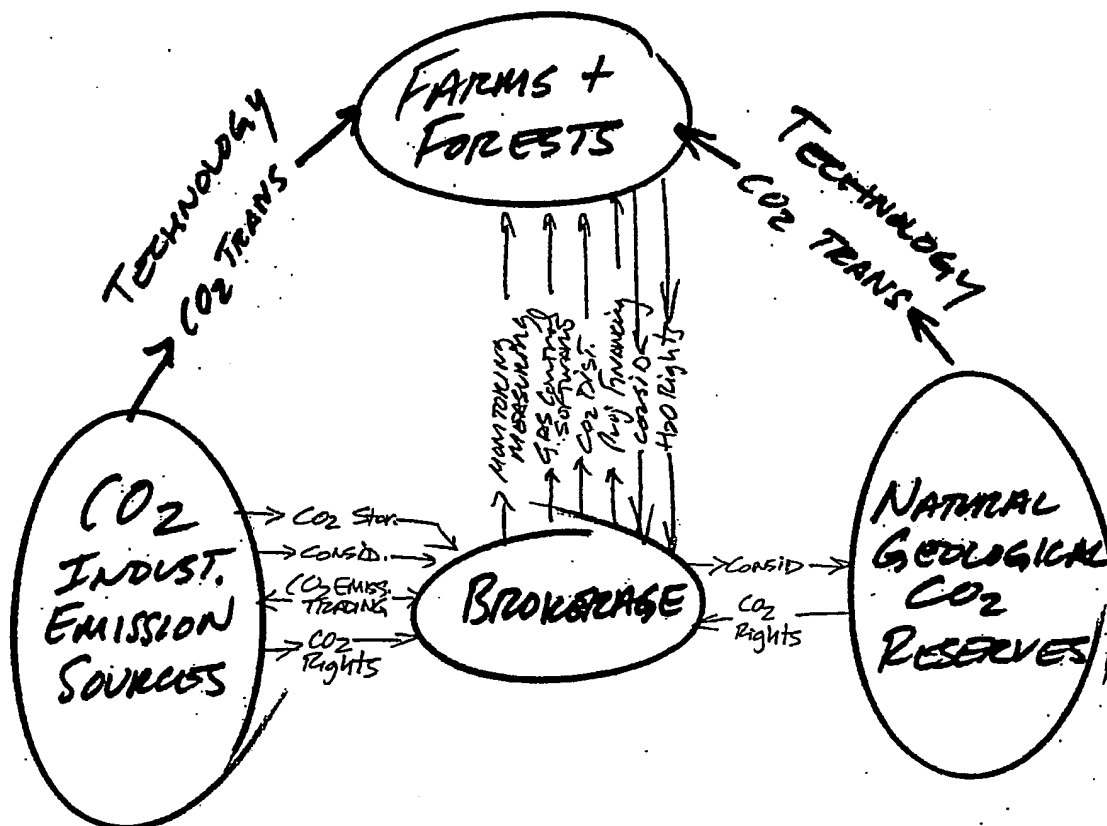 FARMS +
FORESTS
TECHNOLOGY
CO2 TRANS
TECHNOLOGY
CO2 TRANS
MONITORING
MEASURING
GAS CONTROL
SOFTWARE
CO2 DIST.
Proj FINANCING
CONSID
H2O Rights
CO2
INDUST.
EMISSION
SOURCES
CO2 Stor.
CONSID.
CO2 EMISS.
TRADING
CO2
Rights
BROKERAGE
CONSID
CO2
Rights
NATURAL
GEOLOGICAL
CO2
RESERVES